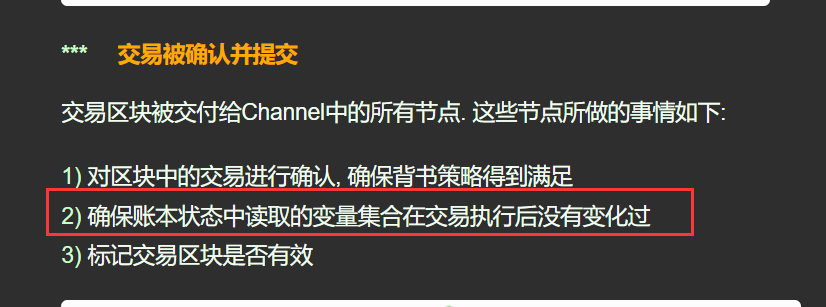 *** 交易被确认并提交
交易区块被交付给Channel中的所有节点. 这些节点所做的事情如下:
1) 对区块中的交易进行确认, 确保背书策略得到满足
2) 确保账本状态中读取的变量集合在交易执行后没有变化过
3) 标记交易区块是否有效